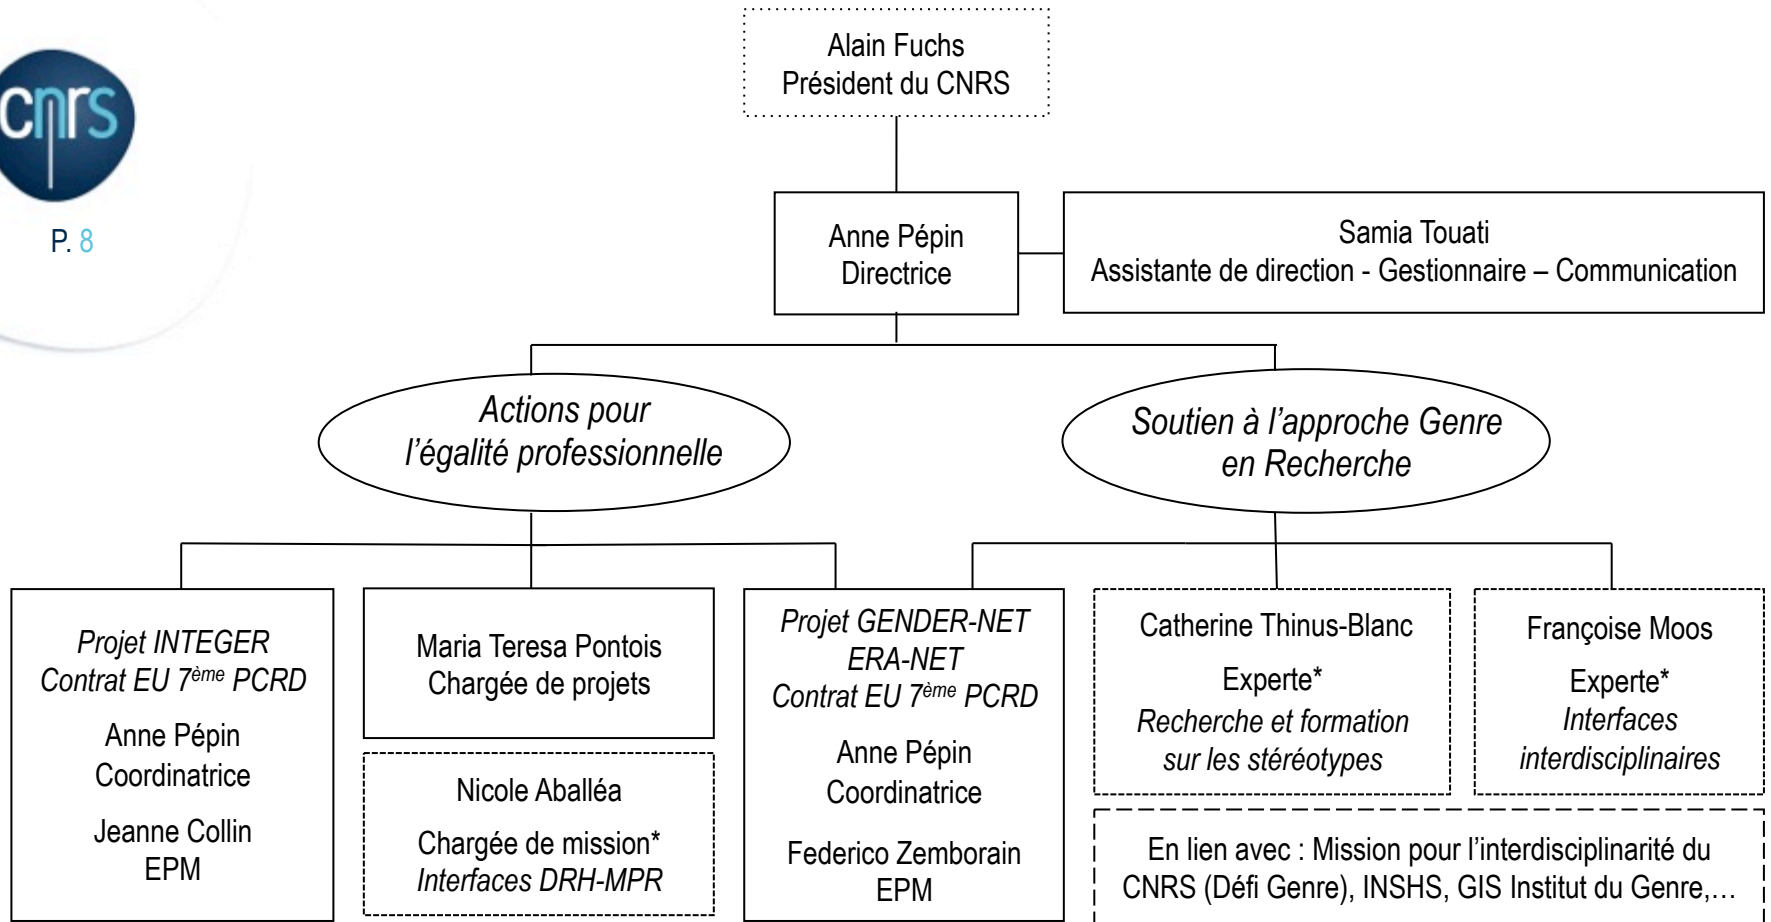 cnrs
P. 8
Alain Fuchs
Président du CNRS
Anne Pépin
Directrice
Samia Touati
Assistante de direction - Gestionnaire – Communication
Actions pour
l’égalité professionnelle
Soutien à l’approche Genre
en Recherche
Projet INTEGER
Contrat EU 7ème PCRD
Anne Pépin
Coordinatrice
Jeanne Collin
EPM
Maria Teresa Pontois
Chargée de projets
Nicole Aballéa
Chargée de mission*
Interfaces DRH-MPR
Projet GENDER-NET
ERA-NET
Contrat EU 7ème PCRD
Anne Pépin
Coordinatrice
Federico Zemborain
EPM
Catherine Thinus-Blanc
Experte*
Recherche et formation
sur les stéréotypes
Françoise Moos
Experte*
Interfaces
interdisciplinaires
En lien avec : Mission pour l’interdisciplinarité du
CNRS (Défi Genre), INSHS, GIS Institut du Genre,…